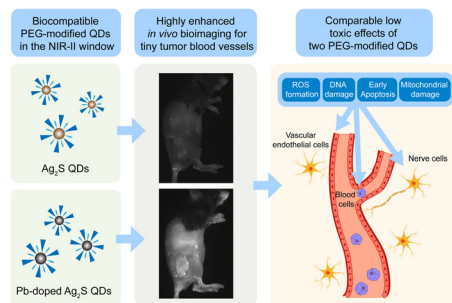 Biocompatible
PEG-modified QDs
in the NIR-II window
Highly enhanced
in vivo bioimaging for
tiny tumor blood vessels
Comparable low
toxic effects of
two PEG-modified QDs
Ag₂S QDs
Pb-doped Ag₂S QDs
ROS
formation
DNA
damage
Early
Apoptosis
Mitochondrial
damage
Vascular
endothelial cells
Nerve cells
Blood
cells